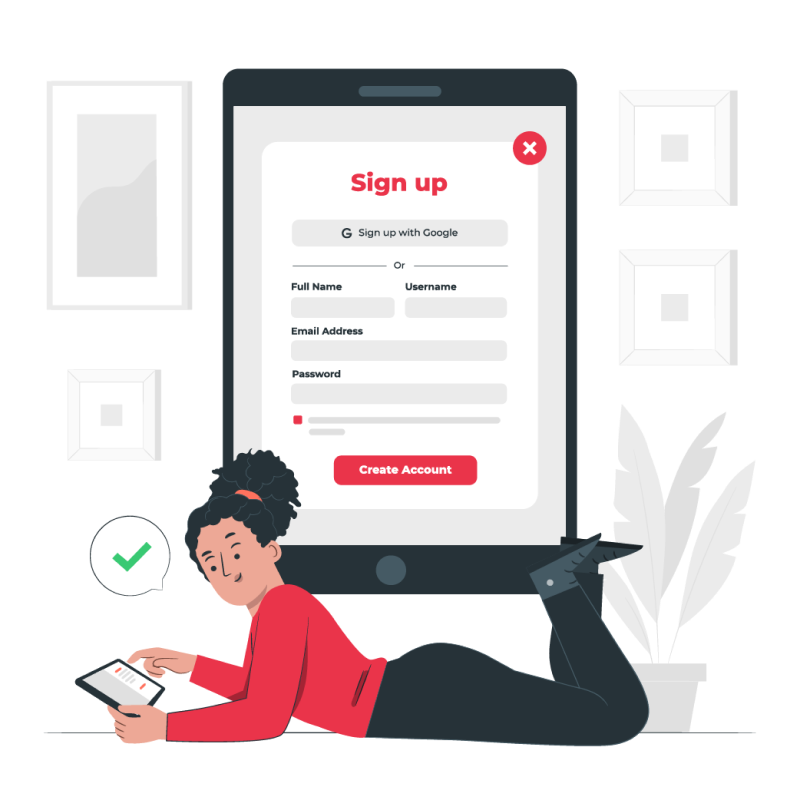 Sign up
G Sign up with Google
Or
Full Name Username
Email Address
Password
Create Account